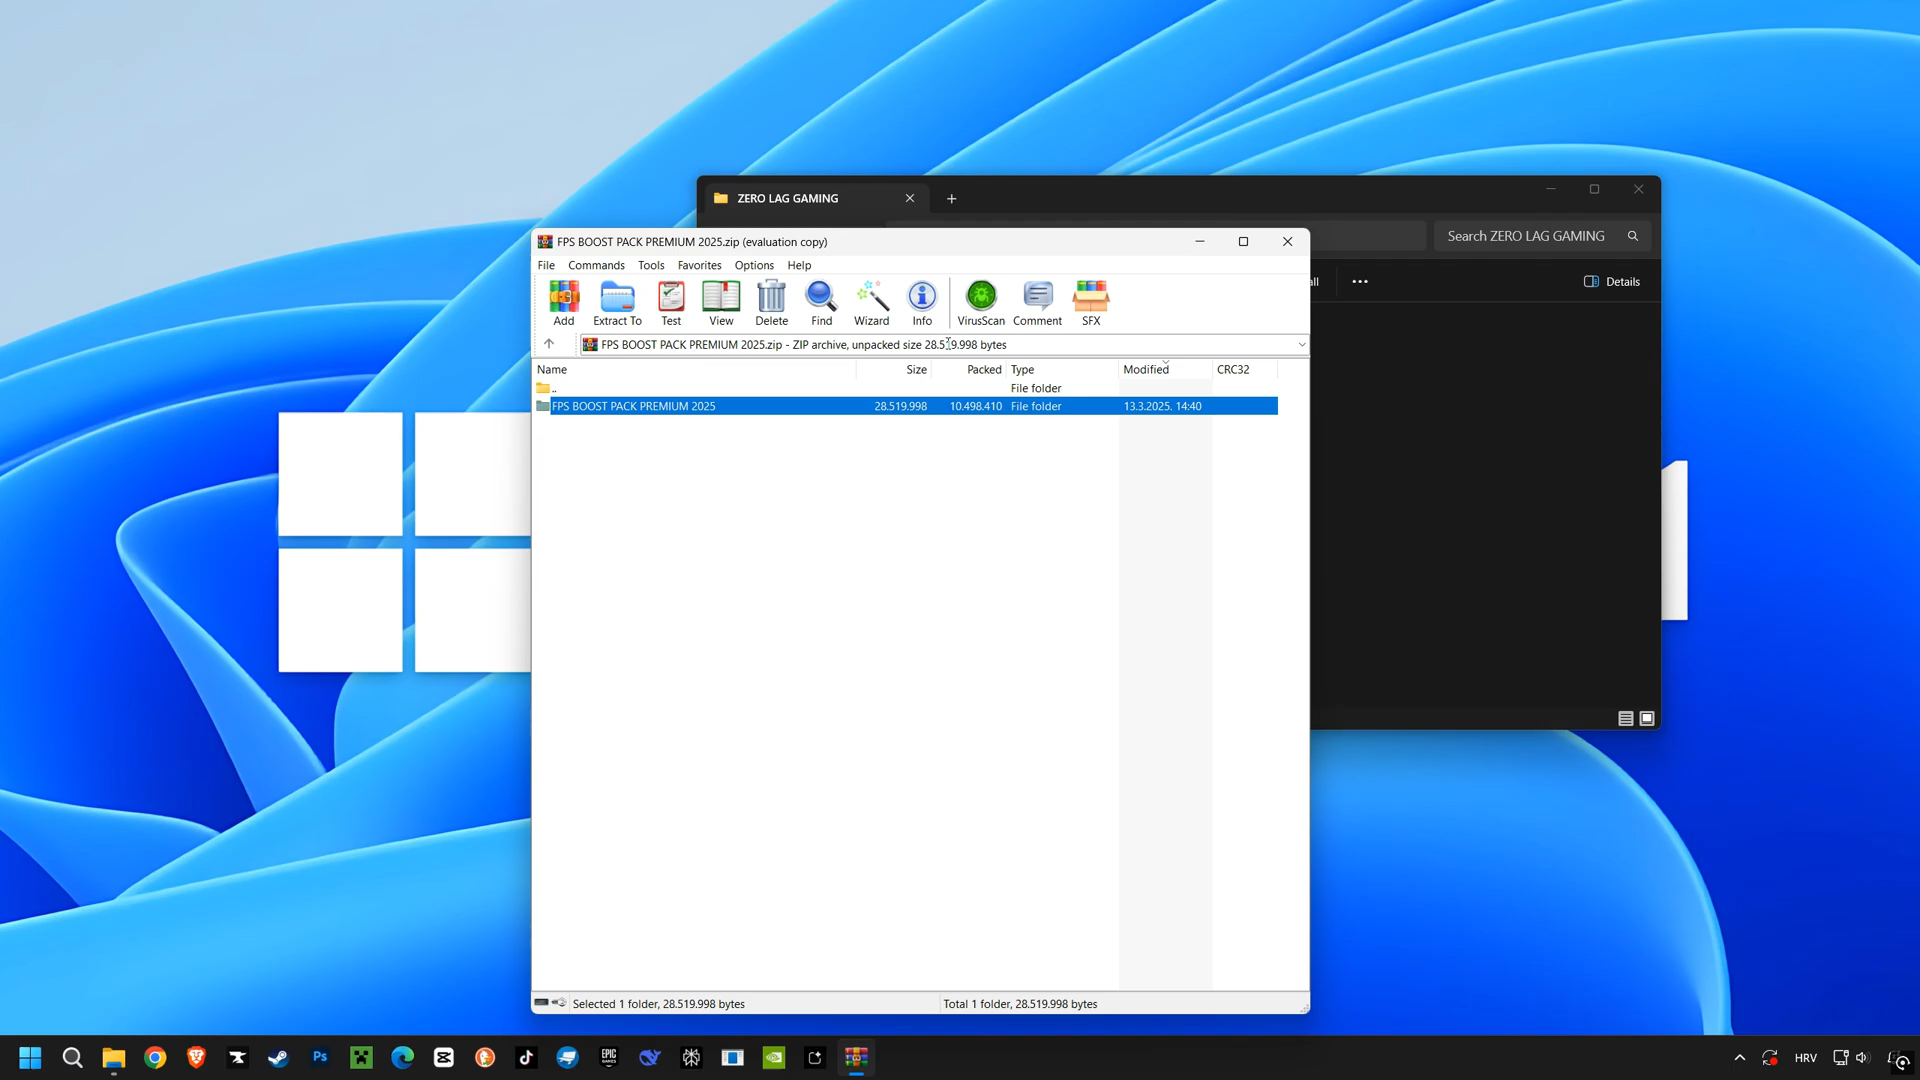 ZERO LAG GAMING
Search ZERO LAG GAMING
Details
FPS BOOST PACK PREMIUM 2025.zip (evaluation copy)
File Commands Tools Favorites Options Help
Add Extract To Test View Delete Find Wizard Info VirusScan Comment SFX
FPS BOOST PACK PREMIUM 2025.zip - ZIP archive, unpacked size 28.519.998 bytes
Name Size Packed Type Modified CRC32
.. File folder
FPS BOOST PACK PREMIUM 2025 28.519.998 10.498.410 File folder 13.3.2025. 14:40
Selected 1 folder, 28.519.998 bytes
Total 1 folder, 28.519.998 bytes
Ps
EPIC GAMES
HRV